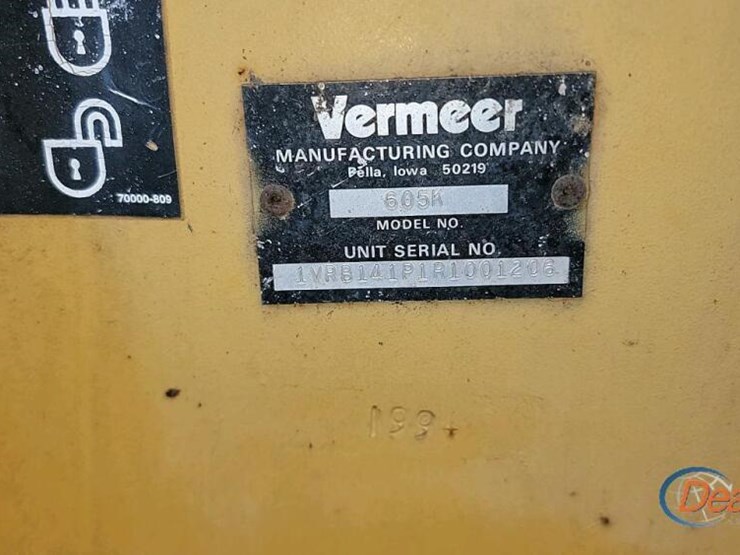 70000-809
Vermeer
MANUFACTURING COMPANY
Pella, Iowa 50219
605K
MODEL NO.
UNIT SERIAL NO.
1VRB141P1R1001206